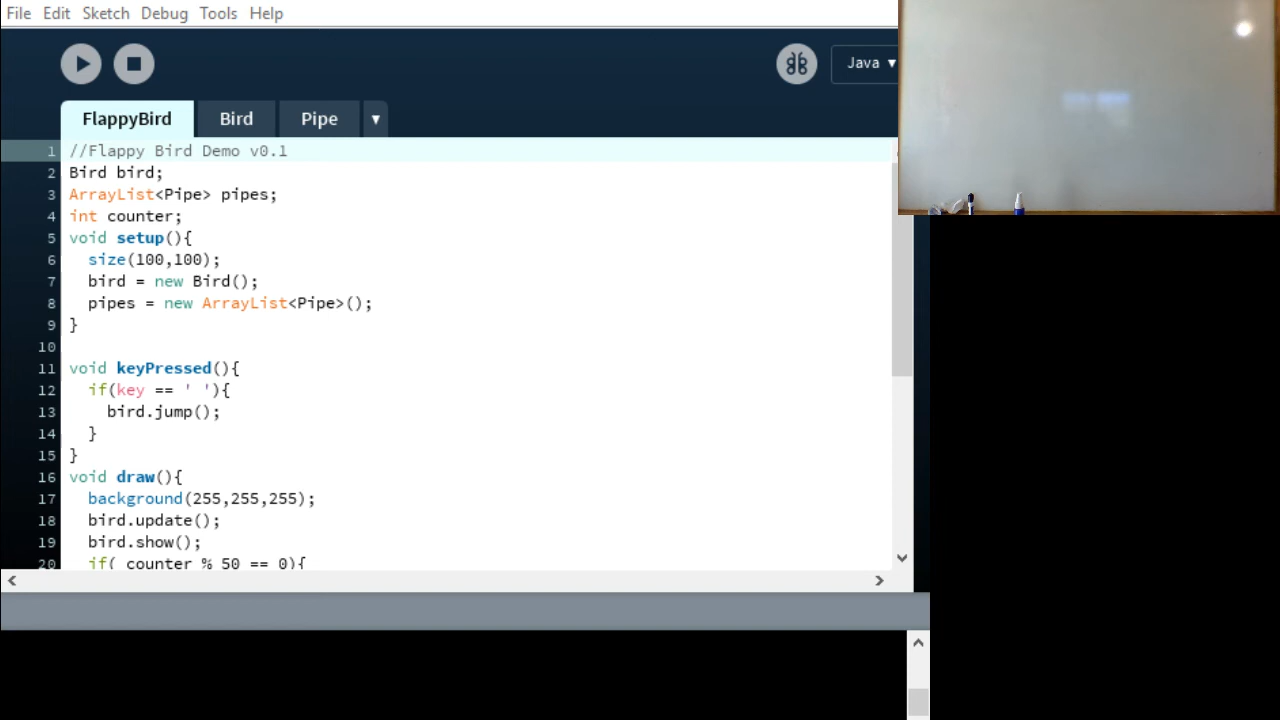 File Edit Sketch Debug Tools Help
Java ▼
FlappyBird Bird Pipe ▼
1 //Flappy Bird Demo v0.1
2 Bird bird;
3 ArrayList<Pipe> pipes;
4 int counter;
5 void setup(){
6   size(100,100);
7   bird = new Bird();
8   pipes = new ArrayList<Pipe>();
9 }
10
11 void keyPressed(){
12   if(key == ' '){
13     bird.jump();
14   }
15 }
16 void draw(){
17   background(255,255,255);
18   bird.update();
19   bird.show();
20   if( counter % 50 == 0){